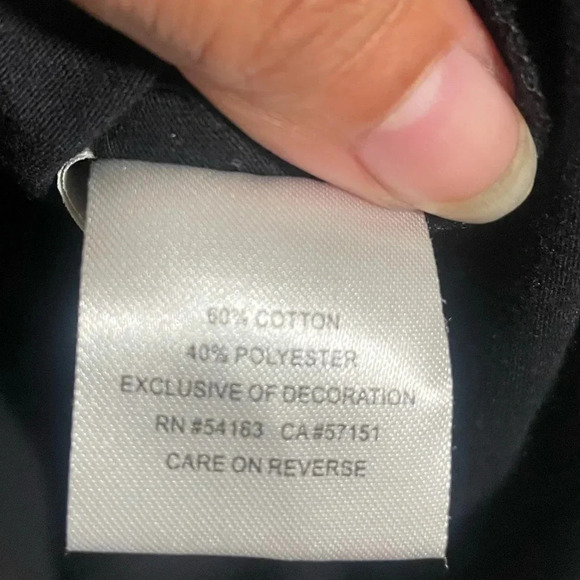 60% COTTON
40% POLYESTER
EXCLUSIVE OF DECORATION
RN #54163 CA#57151
CARE ON REVERSE